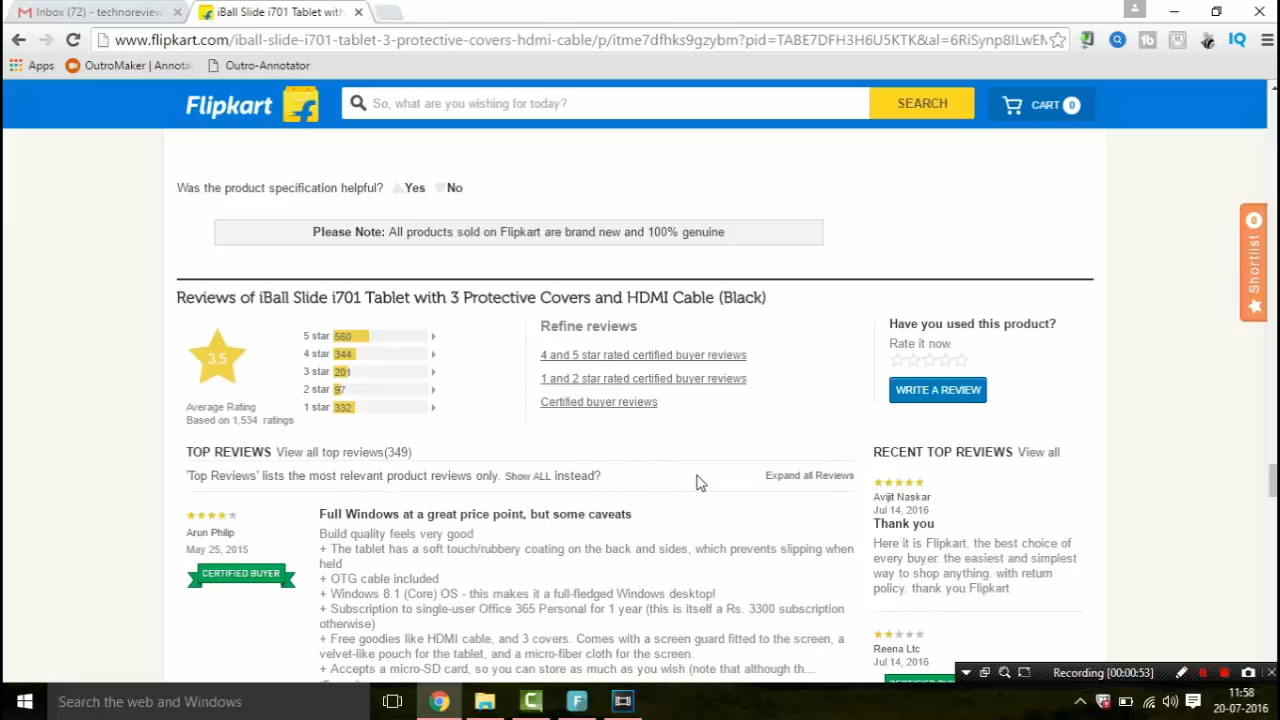 Inbox (72) - technoreview
iBall Slide i701 Tablet with
www.flipkart.com/iball-slide-i701-tablet-3-protective-covers-hdmi-cable/p/itme7dfhks9gzybm?pid=TABE7DFH3H6U5KTK&al=6RiSynp8ILwEM
Apps OutroMaker | Annota Outro-Annotator
Flipkart So, what are you wishing for today? SEARCH CART 0
Was the product specification helpful? Yes No
Please Note: All products sold on Flipkart are brand new and 100% genuine
Shortlist 0
Reviews of iBall Slide i701 Tablet with 3 Protective Covers and HDMI Cable (Black)
3.5
Average Rating
Based on 1,534 ratings
5 star 560
4 star 344
3 star 201
2 star 97
1 star 332
Refine reviews
4 and 5 star rated certified buyer reviews
1 and 2 star rated certified buyer reviews
Certified buyer reviews
Have you used this product?
Rate it now.
WRITE A REVIEW
TOP REVIEWS View all top reviews(349)
'Top Reviews' lists the most relevant product reviews only. Show ALL instead? Expand all Reviews
Arun Philip
May 25, 2015
CERTIFIED BUYER
Full Windows at a great price point, but some caveats
Build quality feels very good
+ The tablet has a soft touch/rubbery coating on the back and sides, which prevents slipping when
held
+ OTG cable included
+ Windows 8.1 (Core) OS - this makes it a full-fledged Windows desktop!
+ Subscription to single-user Office 365 Personal for 1 year (this is itself a Rs. 3300 subscription
otherwise)
+ Free goodies like HDMI cable, and 3 covers. Comes with a screen guard fitted to the screen, a
velvet-like pouch for the tablet, and a micro-fiber cloth for the screen.
+ Accepts a micro-SD card, so you can store as much as you wish (note that although th...
RECENT TOP REVIEWS View all
Avijit Naskar
Jul 14, 2016
Thank you
Here it is Flipkart, the best choice of
every buyer. the easiest and simplest
way to shop anything. with return
policy. thank you Flipkart
Reena Ltc
Jul 14, 2016
Recording [00:00:53]
Search the web and Windows
11:58
20-07-2016